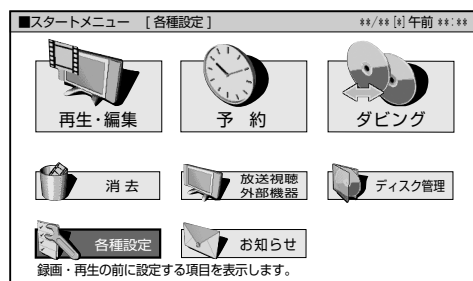 ■スタートメニュー [各種設定] **/** [*] 午前 **:**
再生・編集 予約 ダビング
消去 放送視聴 外部機器 ディスク管理
各種設定 お知らせ
録画・再生の前に設定する項目を表示します。